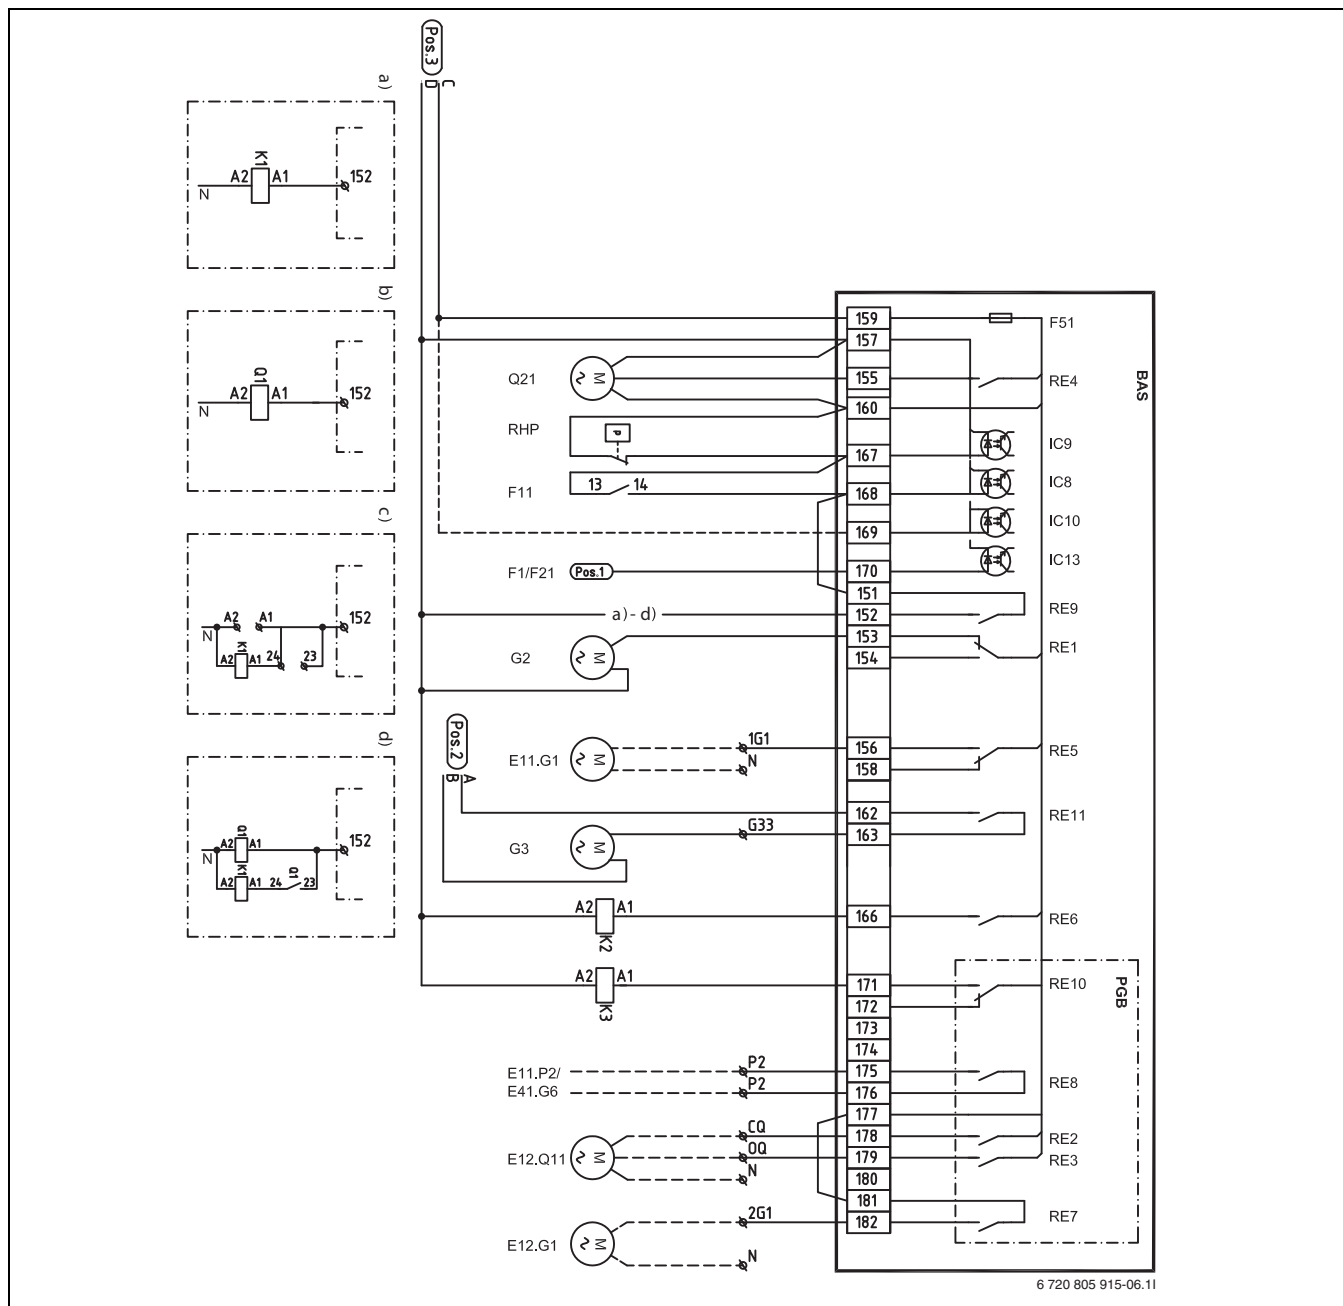 Pos.3
D C
a)
K1
A2 A1 152
N
b)
Q1
A2 A1 152
N
c)
A2 A1 152
N
K1
A2 A1 24 23
d)
Q1
A2 A1 152
N
K1 Q1
A2 A1 24 23
BAS
159 F51
157
Q21 M 155 RE4
160
RHP P IC9
167
IC8
F11 13 14 168
169 IC10
F1/F21 Pos.1 170 IC13
151
a) - d) 152 RE9
153
G2 M 154 RE1
Pos.2
B A
1G1 156 RE5
E11.G1 M N 158
162 RE11
G33 163
G3 M
A2 A1 166 RE6
K2
PGB
A2 A1 171 RE10
K3 172
173
174
E11.P2/ P2 175
E41.G6 P2 176 RE8
177
CQ 178 RE2
E12.Q11 M OQ 179 RE3
N 180
181
2G1 182 RE7
E12.G1 M
N
6 720 805 915-06.1I